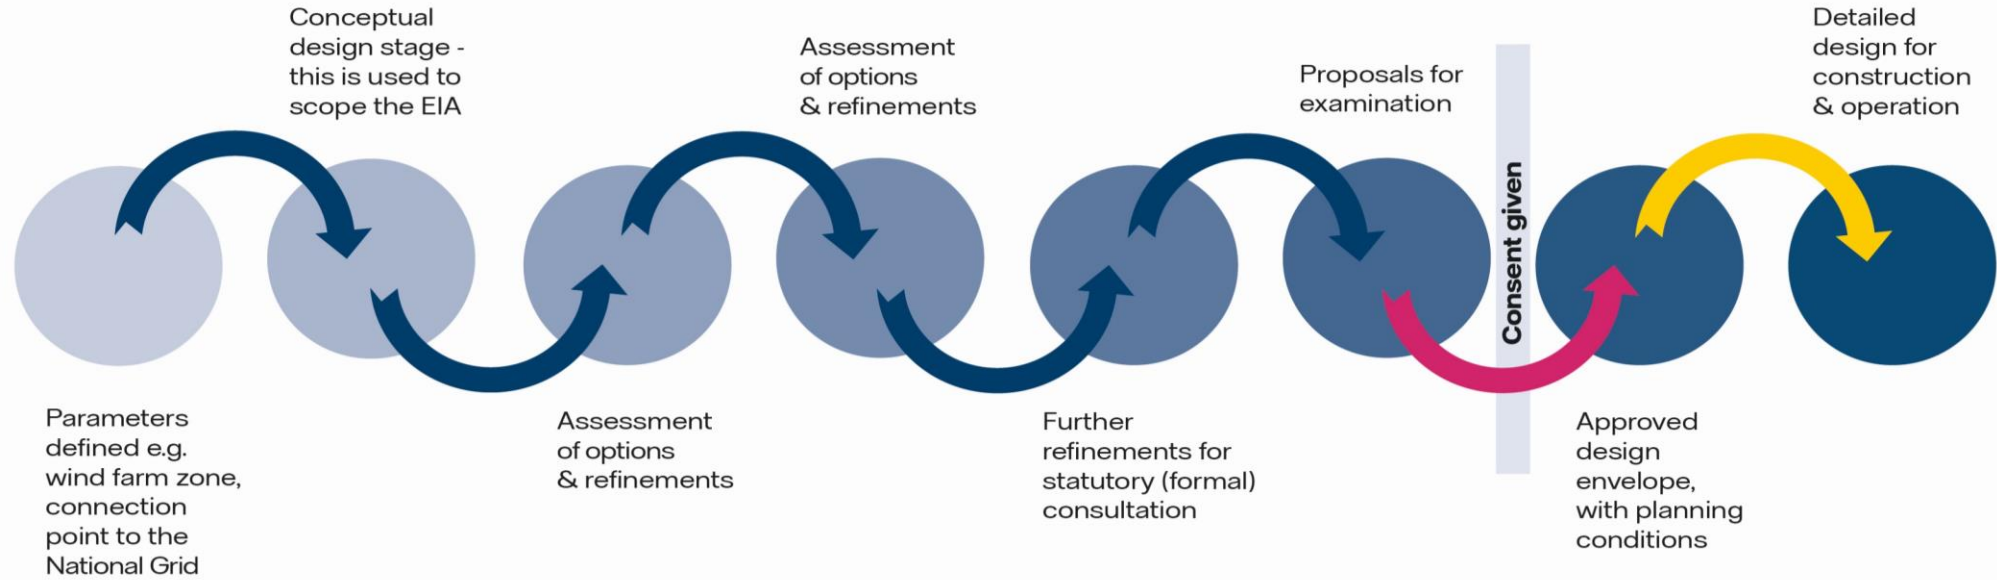 Parameters
defined e.g.
wind farm zone,
connection
point to the
National Grid
Conceptual
design stage -
this is used to
scope the EIA
Assessment
of options
& refinements
Assessment
of options
& refinements
Further
refinements for
statutory (formal)
consultation
Proposals for
examination
Consent given
Approved
design
envelope,
with planning
conditions
Detailed
design for
construction
& operation